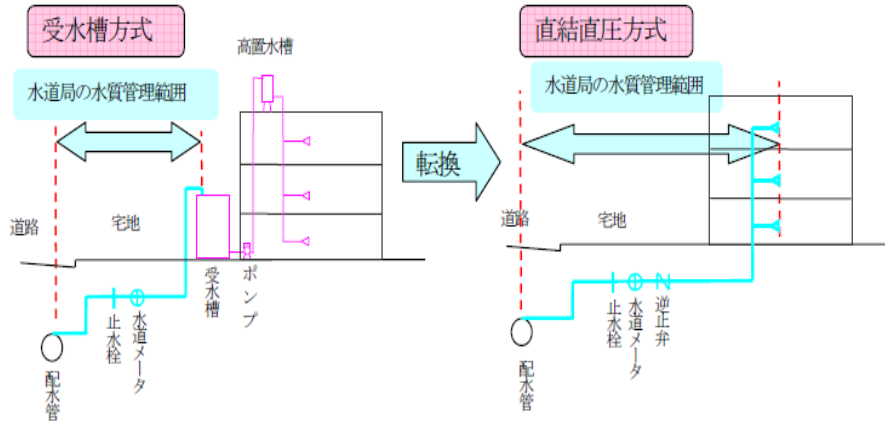 受水槽方式
高置水槽
水道局の水質管理範囲
道路
宅地
受水槽
ポンプ
止水栓
水道メータ
配水管
転換
直結直圧方式
水道局の水質管理範囲
道路
宅地
止水栓
水道メータ
逆止弁
配水管